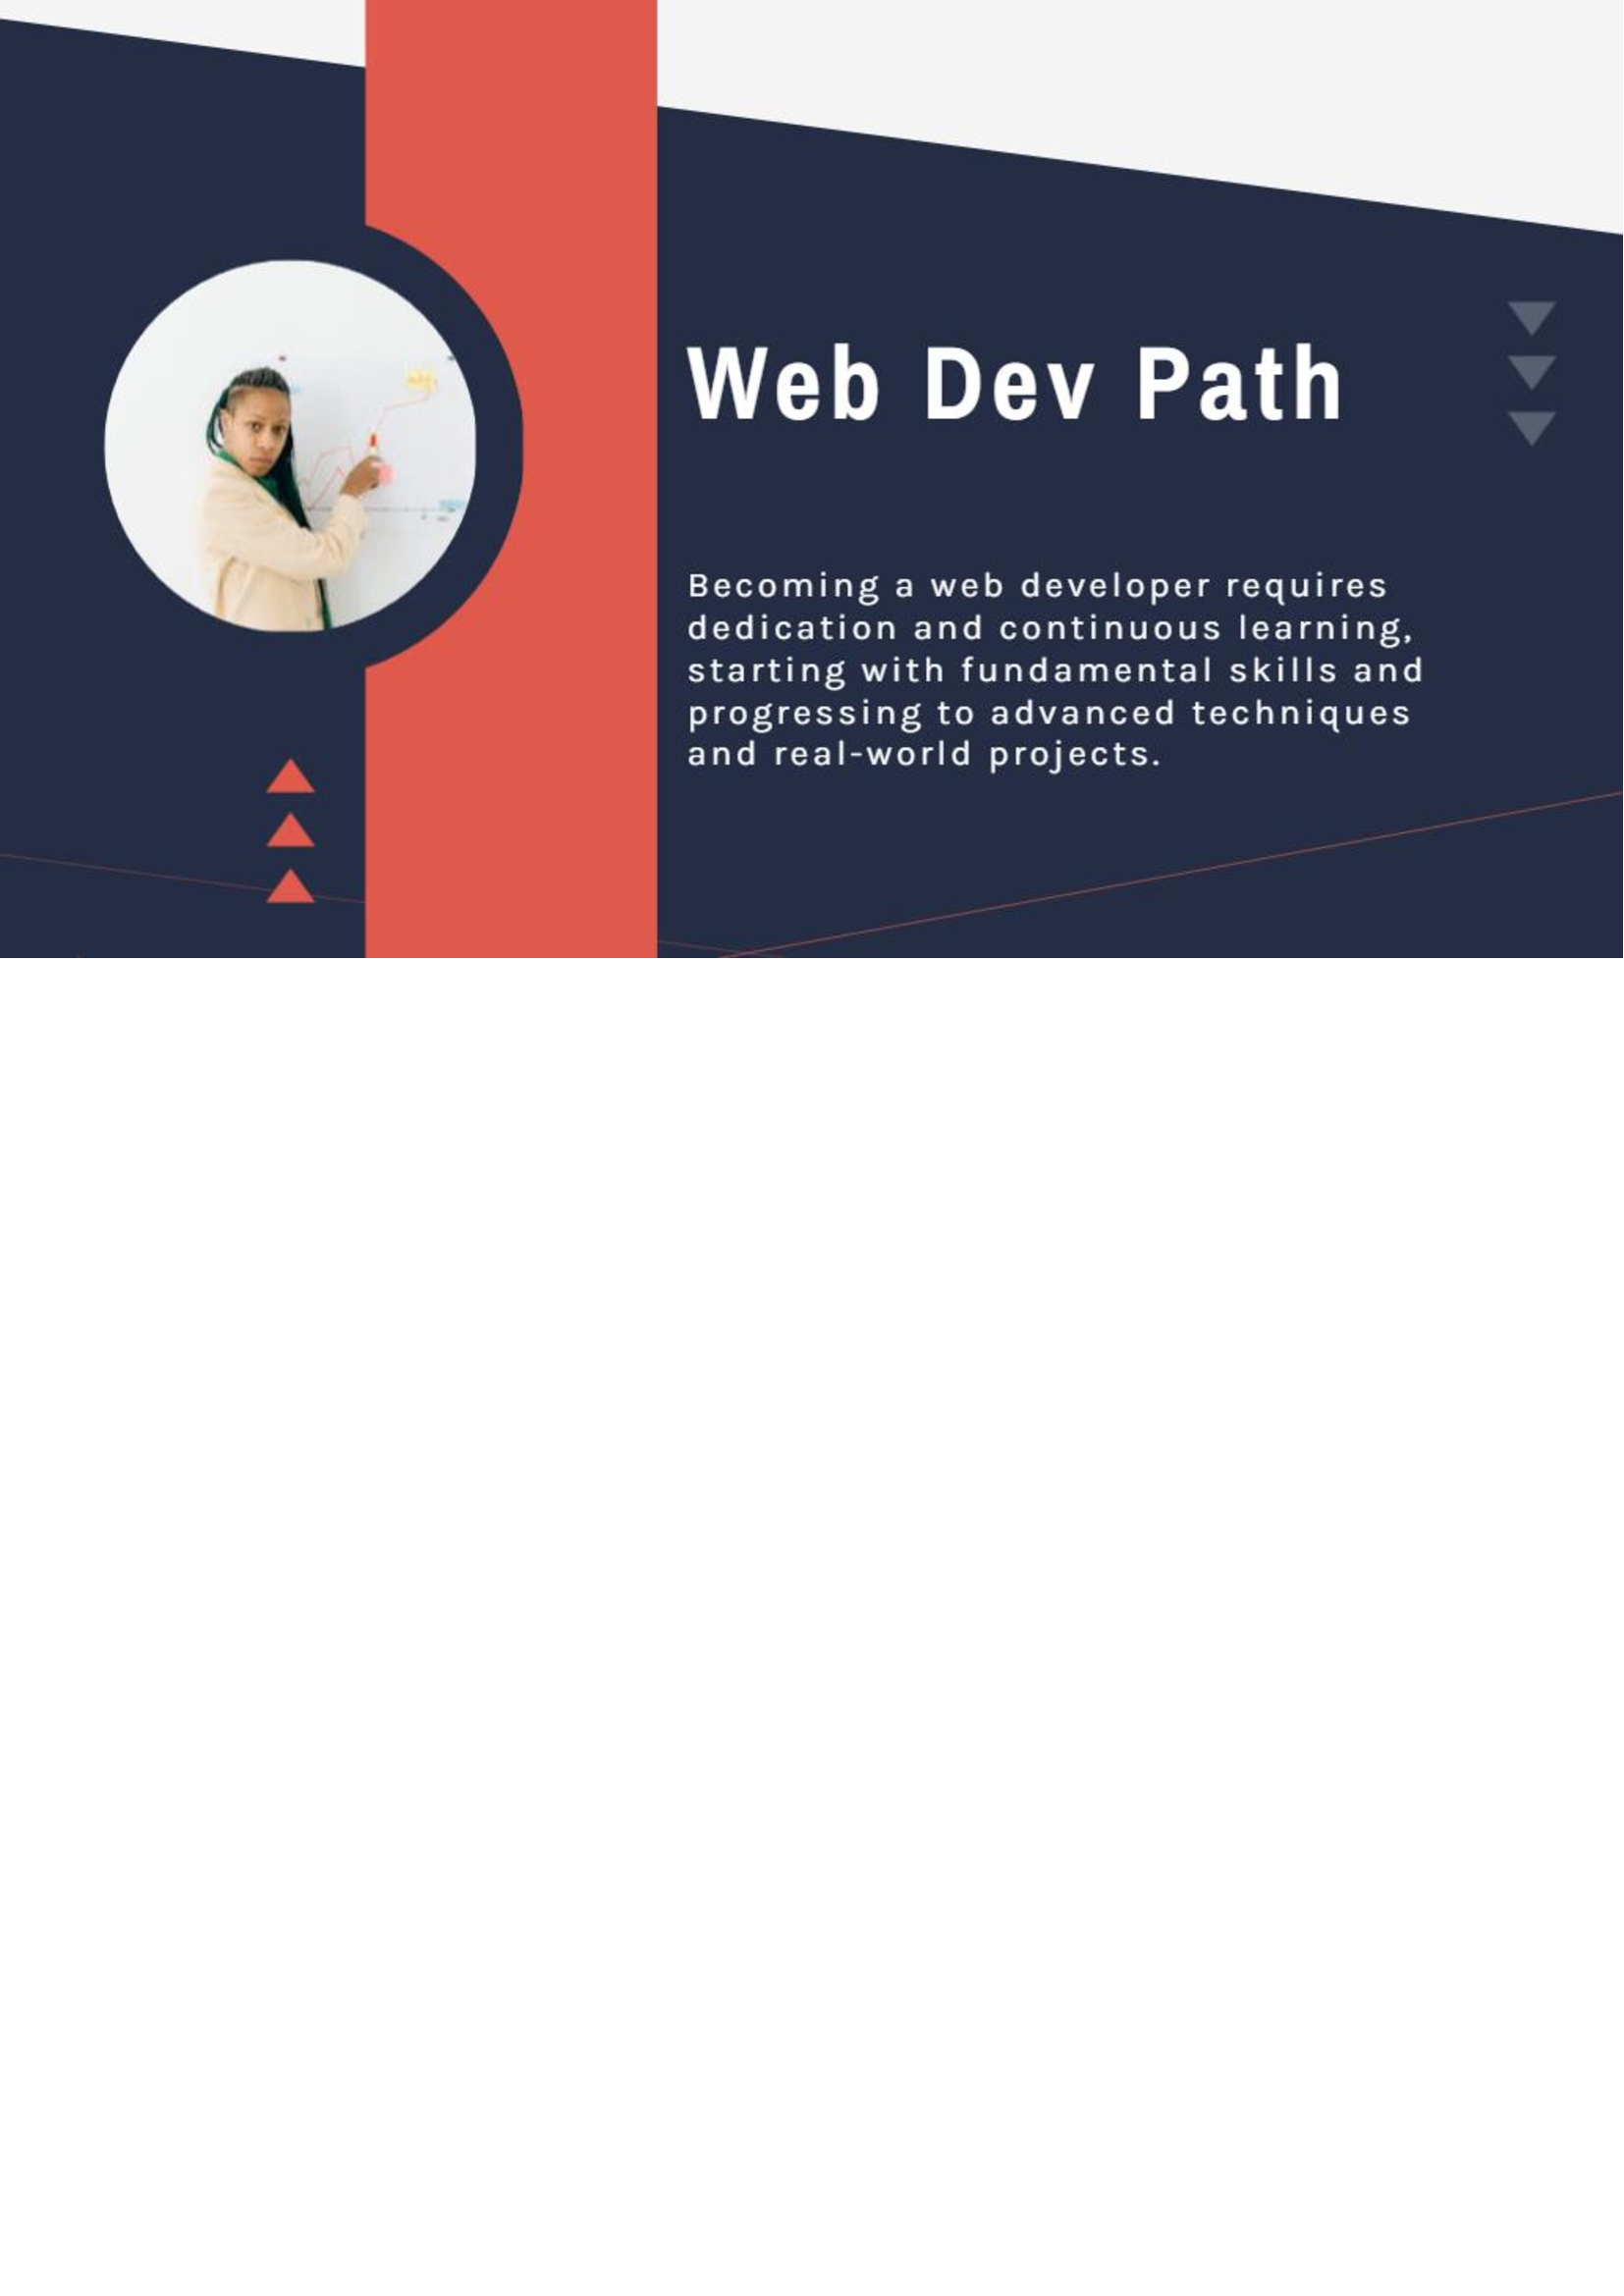 Web Dev Path
Becoming a web developer requires
dedication and continuous learning,
starting with fundamental skills and
progressing to advanced techniques
and real-world projects.